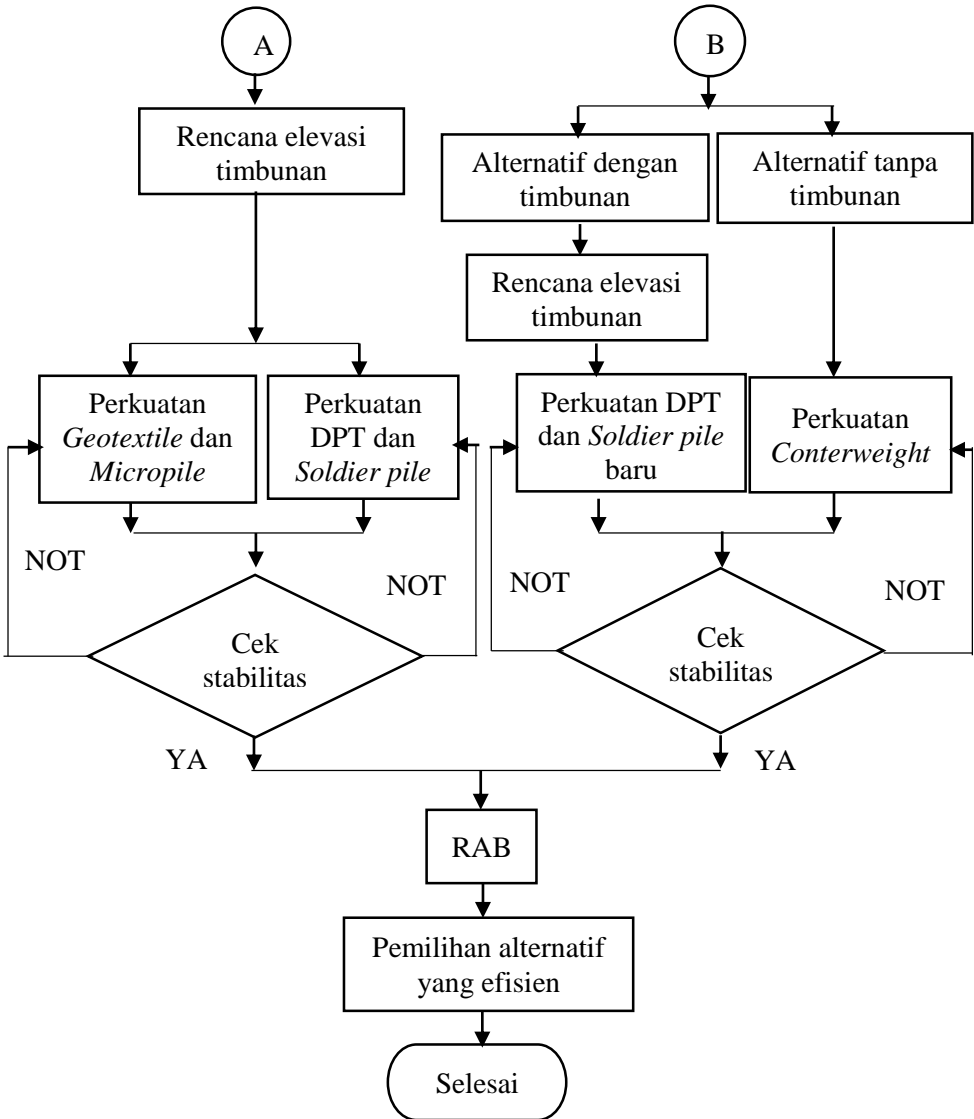 A
Rencana elevasi
timbunan
Perkuatan
Geotextile dan
Micropile
Perkuatan
DPT dan
Soldier pile
NOT
NOT
Cek
stabilitas
YA
B
Alternatif dengan
timbunan
Alternatif tanpa
timbunan
Rencana elevasi
timbunan
Perkuatan DPT
dan Soldier pile
baru
Perkuatan
Conterweight
NOT
NOT
Cek
stabilitas
YA
RAB
Pemilihan alternatif
yang efisien
Selesai